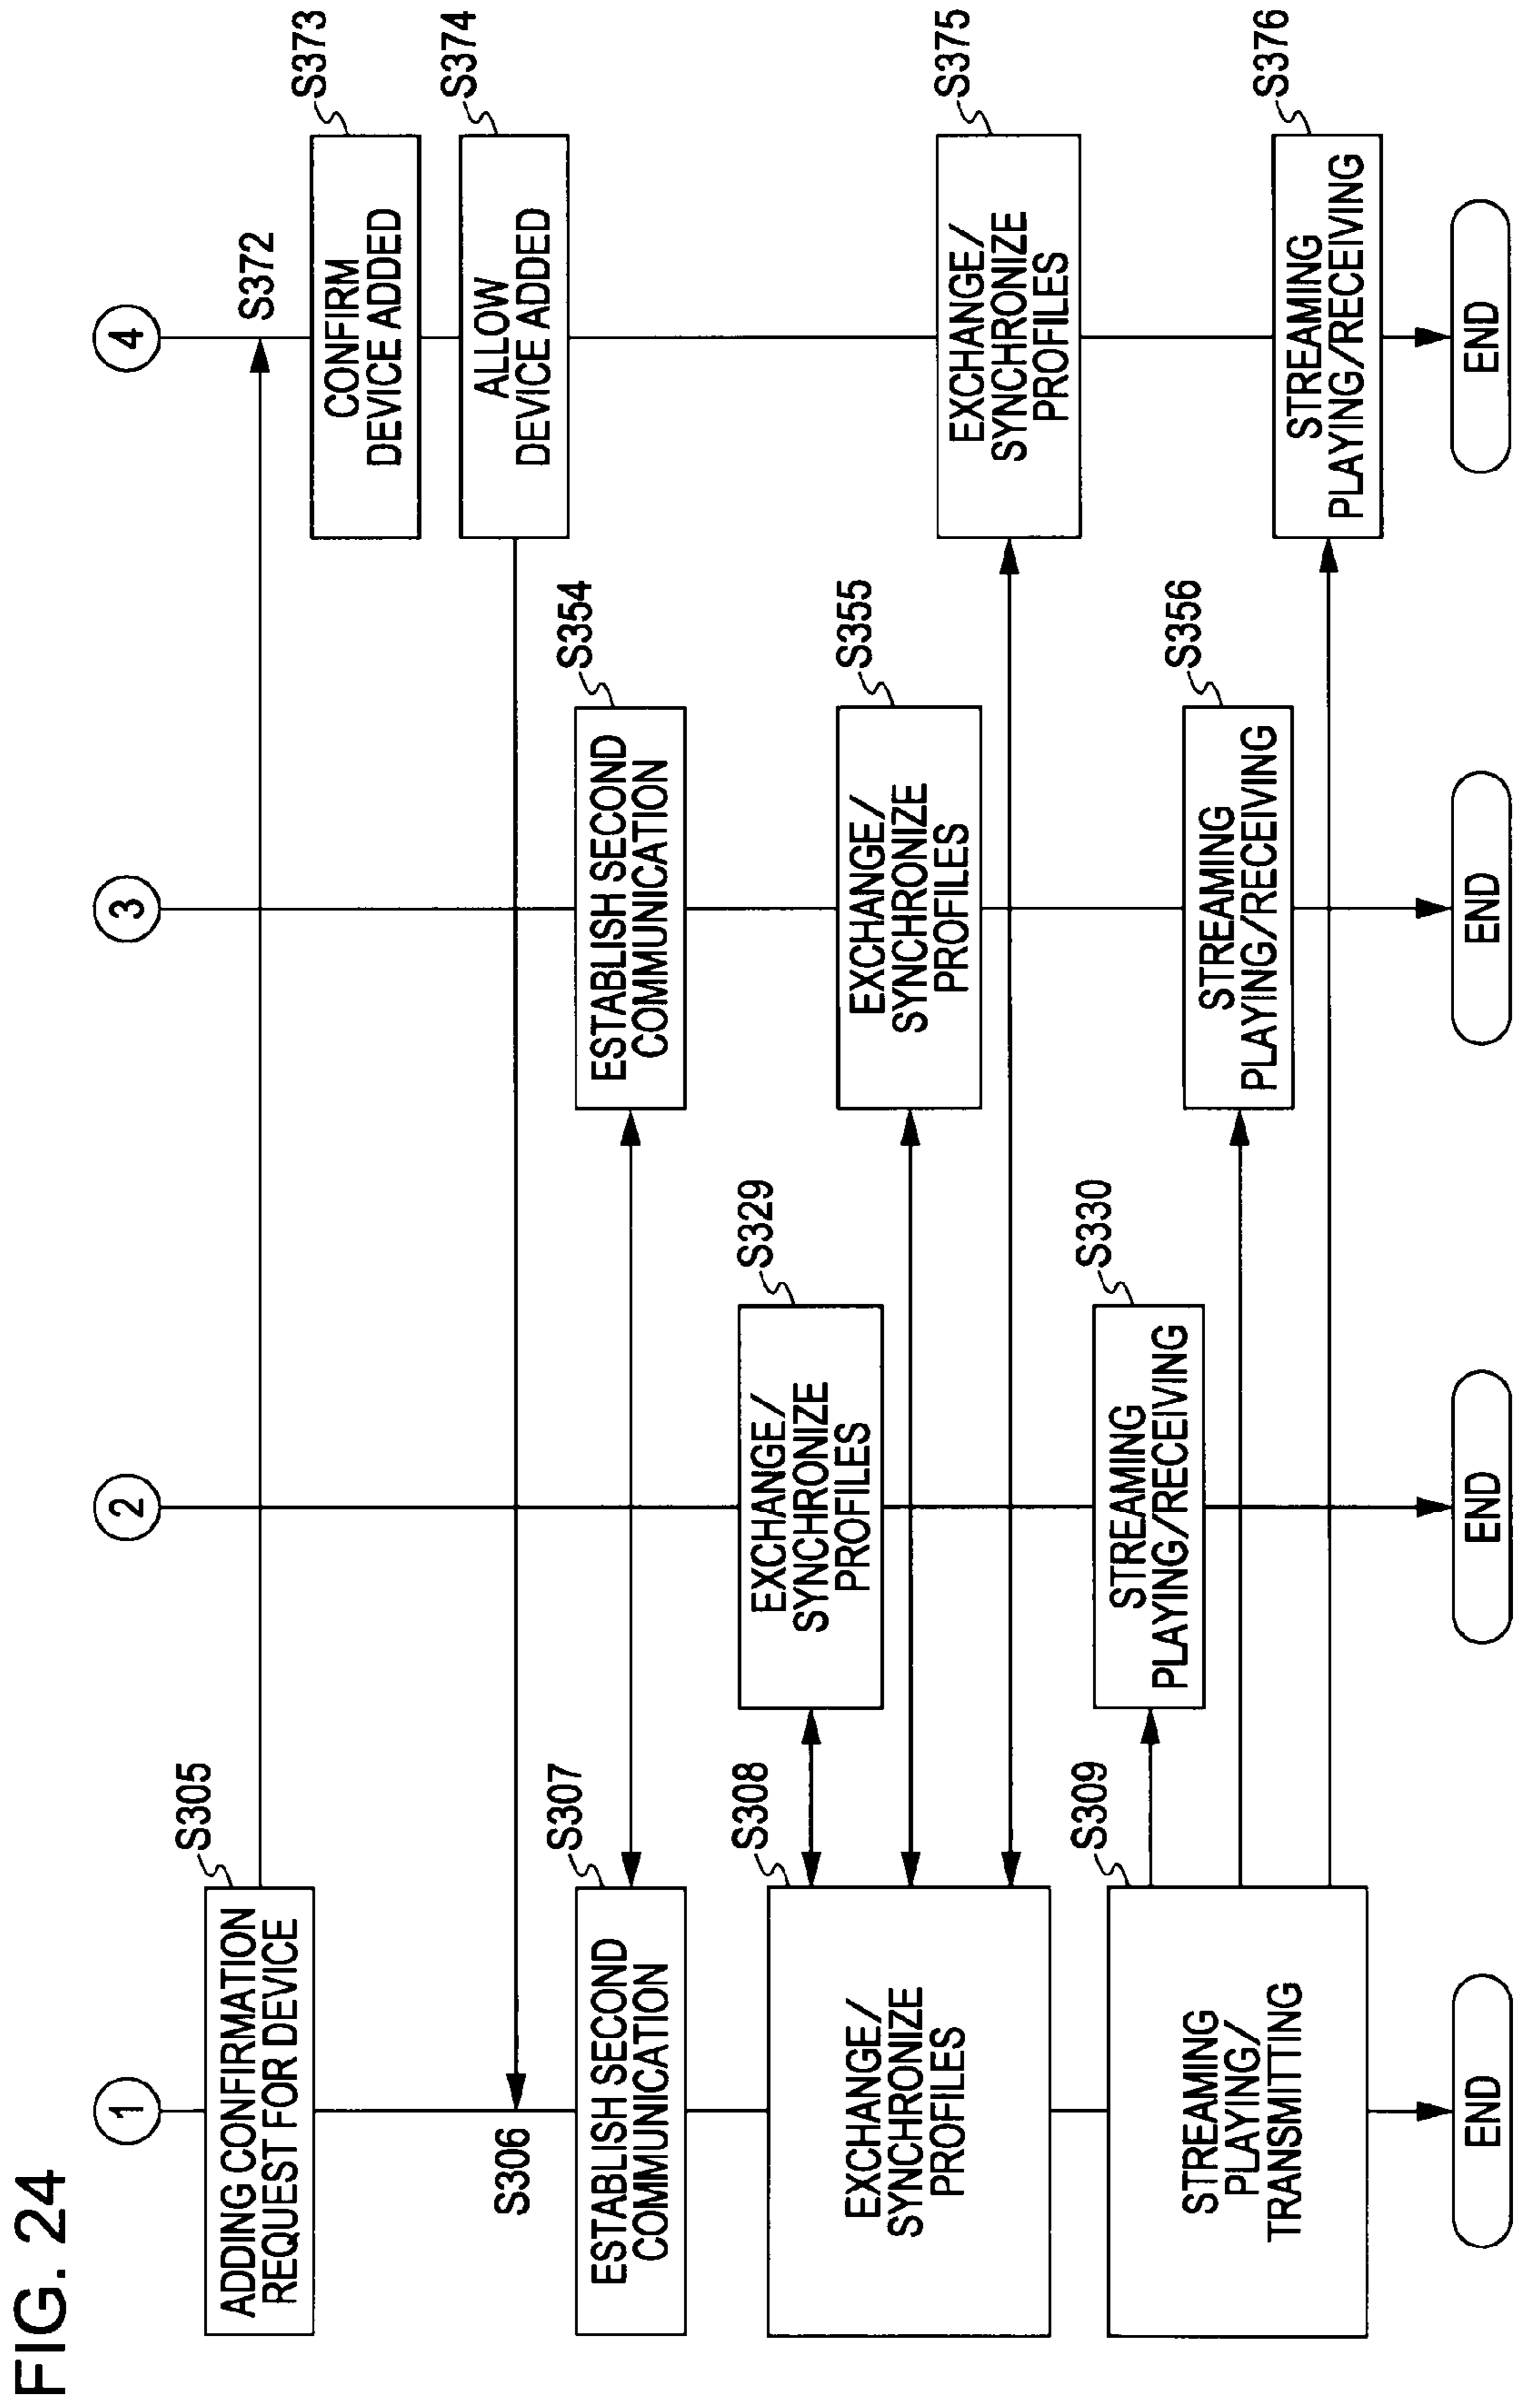 FIG. 24
1
2
3
4
S305
ADDING CONFIRMATION
REQUEST FOR DEVICE
S372
S373
CONFIRM
DEVICE ADDED
S374
ALLOW
DEVICE ADDED
S306
S307
ESTABLISH SECOND
COMMUNICATION
S354
ESTABLISH SECOND
COMMUNICATION
S308
EXCHANGE/
SYNCHRONIZE
PROFILES
S329
EXCHANGE/
SYNCHRONIZE
PROFILES
S355
EXCHANGE/
SYNCHRONIZE
PROFILES
S375
EXCHANGE/
SYNCHRONIZE
PROFILES
S309
STREAMING
PLAYING/
TRANSMITTING
S330
STREAMING
PLAYING/RECEIVING
S356
STREAMING
PLAYING/RECEIVING
S376
STREAMING
PLAYING/RECEIVING
END
END
END
END